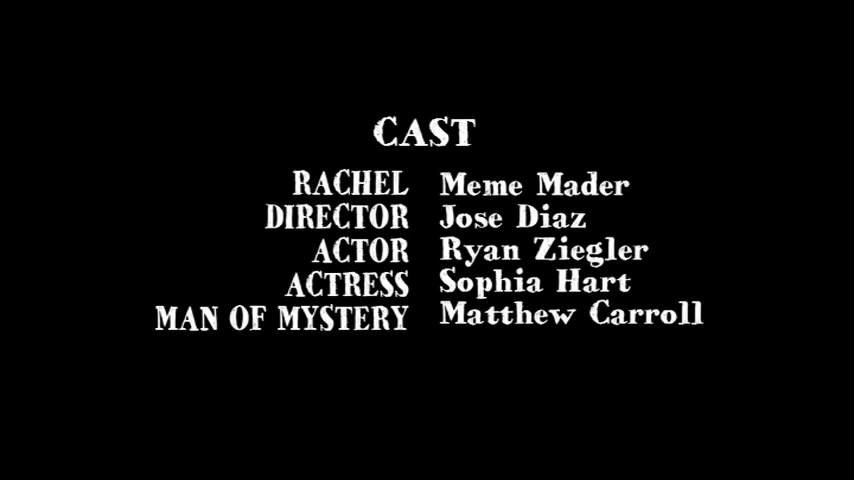 CAST
RACHEL Meme Mader
DIRECTOR Jose Diaz
ACTOR Ryan Ziegler
ACTRESS Sophia Hart
MAN OF MYSTERY Matthew Carroll